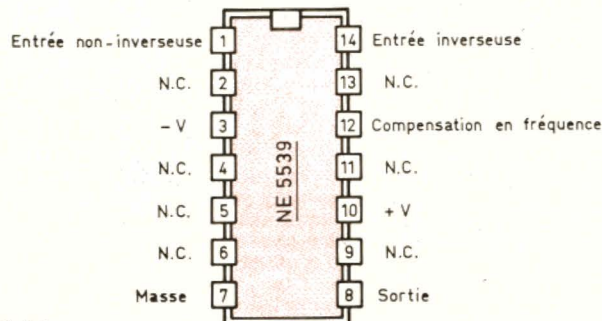 Entrée non-inverseuse 1 14 Entrée inverseuse
N.C. 2 13 N.C.
– V 3 12 Compensation en fréquence
N.C. 4 11 N.C.
N.C. 5 10 + V
N.C. 6 9 N.C.
Masse 7 8 Sortie
NE 5539